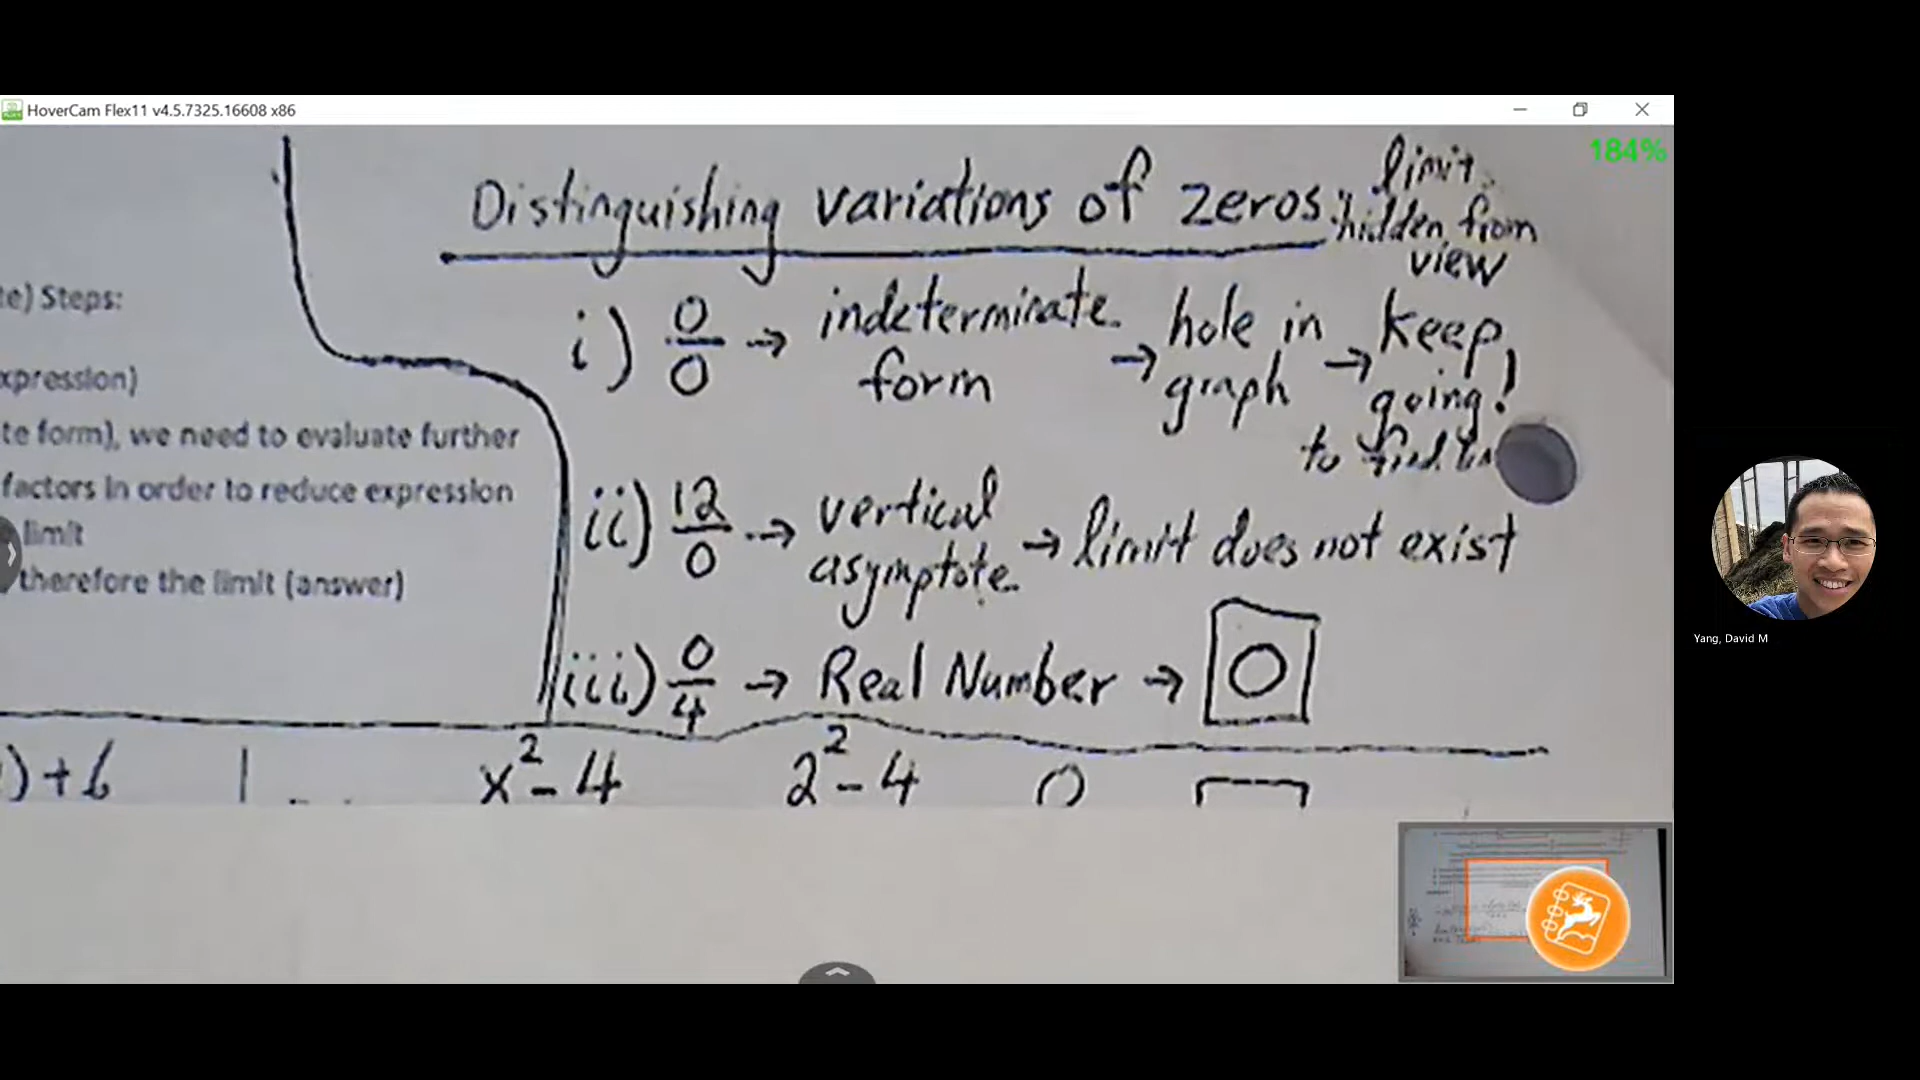 HoverCam Flex11 v4.5.7325.16608 x86
184%
Distinguishing variations of zeros:
limit
hidden from
view
te) Steps:
i) 0/0 → indeterminate form → hole in graph → keep going!
to find
xpression)
te form), we need to evaluate further
factors in order to reduce expression
limit
therefore the limit (answer)
ii) 12/0 → vertical asymptote → limit does not exist
iii) 0/4 → Real Number → 0
) + 6 x² - 4 2² - 4 0
Yang, David M